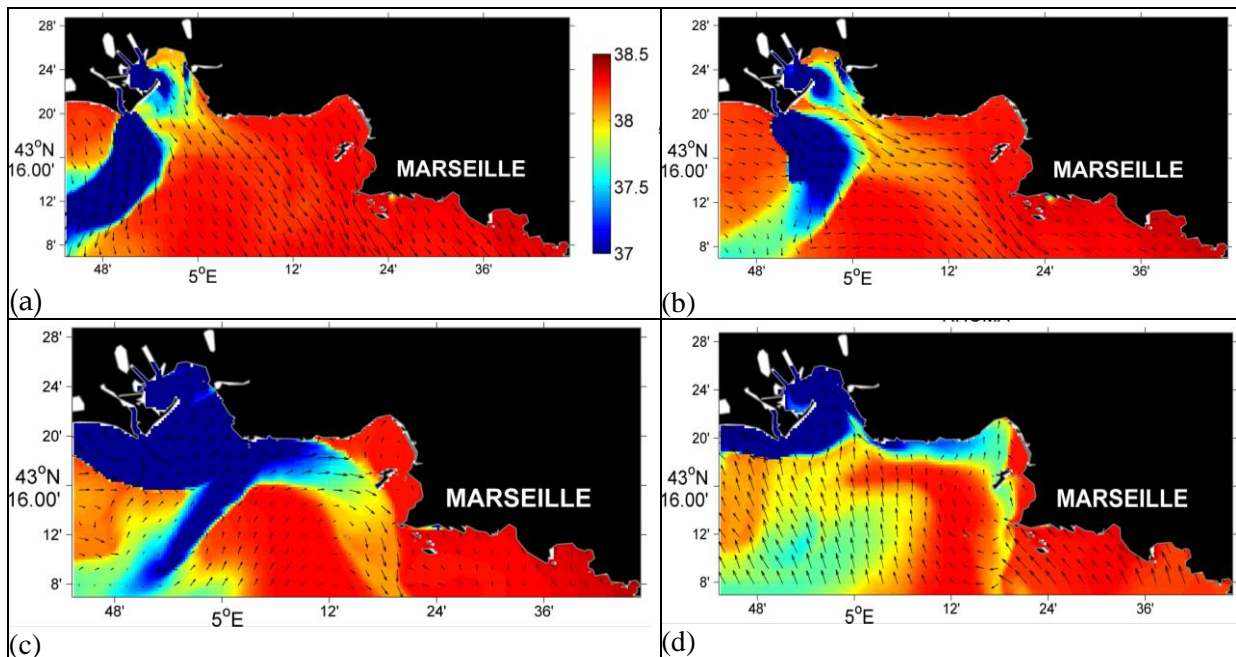 28'
24'
20'
43°N
16.00'
12'
8'
48'
5°E
12'
24'
36'
MARSEILLE
38.5
38
37.5
37
(a)
28'
24'
20'
43°N
16.00'
12'
8'
48'
5°E
12'
24'
36'
MARSEILLE
(b)
28'
24'
20'
43°N
16.00'
12'
8'
48'
5°E
12'
24'
36'
MARSEILLE
(c)
28'
24'
20'
43°N
16.00'
12'
8'
48'
5°E
12'
24'
36'
MARSEILLE
(d)